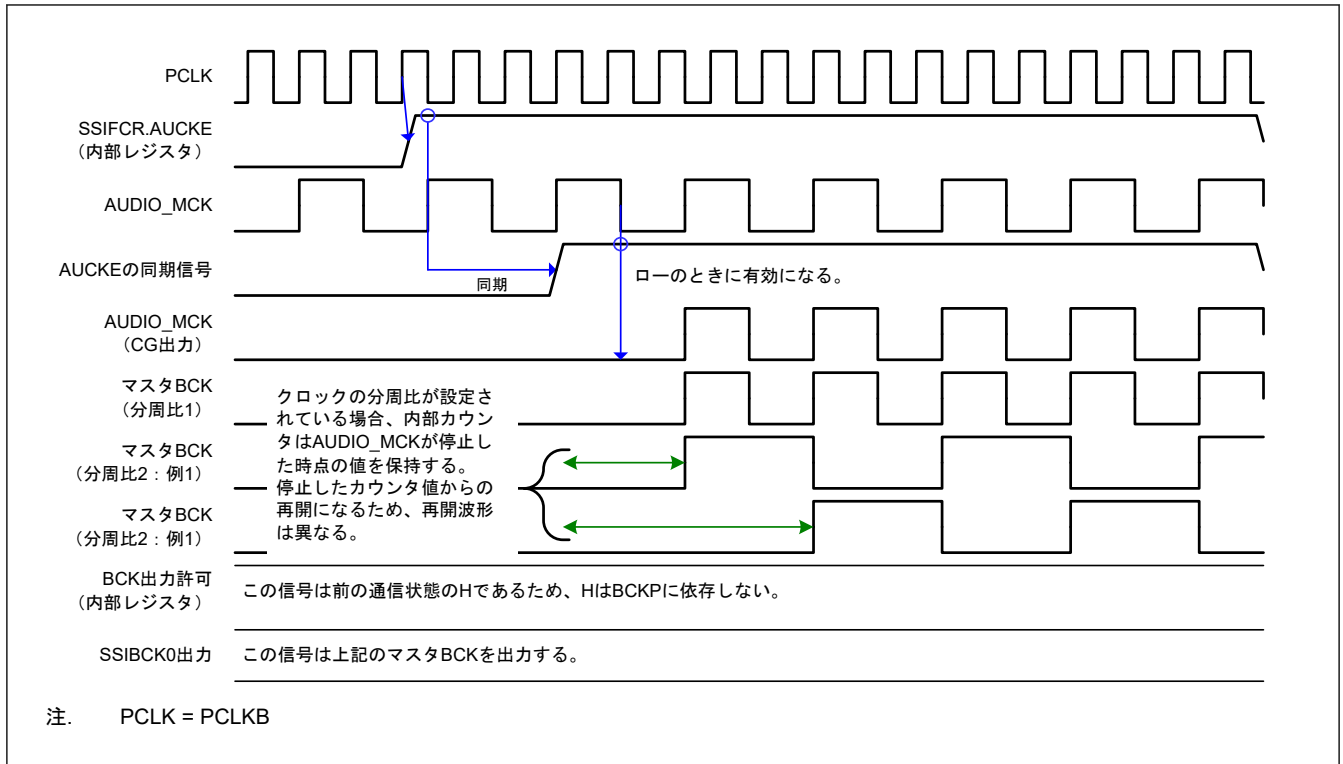 PCLK
SSIFCR.AUCKE
（内部レジスタ）
AUDIO_MCK
AUCKEの同期信号
同期
ローのときに有効になる。
AUDIO_MCK
（CG出力）
マスタBCK
（分周比1）
クロックの分周比が設定さ
れている場合、内部カウン
タはAUDIO_MCKが停止し
た時点の値を保持する。
停止したカウンタ値からの
再開になるため、再開波形
は異なる。
マスタBCK
（分周比2：例1）
マスタBCK
（分周比2：例1）
BCK出力許可
（内部レジスタ）
この信号は前の通信状態のHであるため、HはBCKPに依存しない。
SSIBCK0出力
この信号は上記のマスタBCKを出力する。
注. PCLK = PCLKB